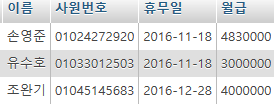 이름 사원번호 휴무일 월급
손영준 01024272920 2016-11-18 4830000
유수호 01033012503 2016-11-18 3000000
조완기 01045145683 2016-12-28 4000000